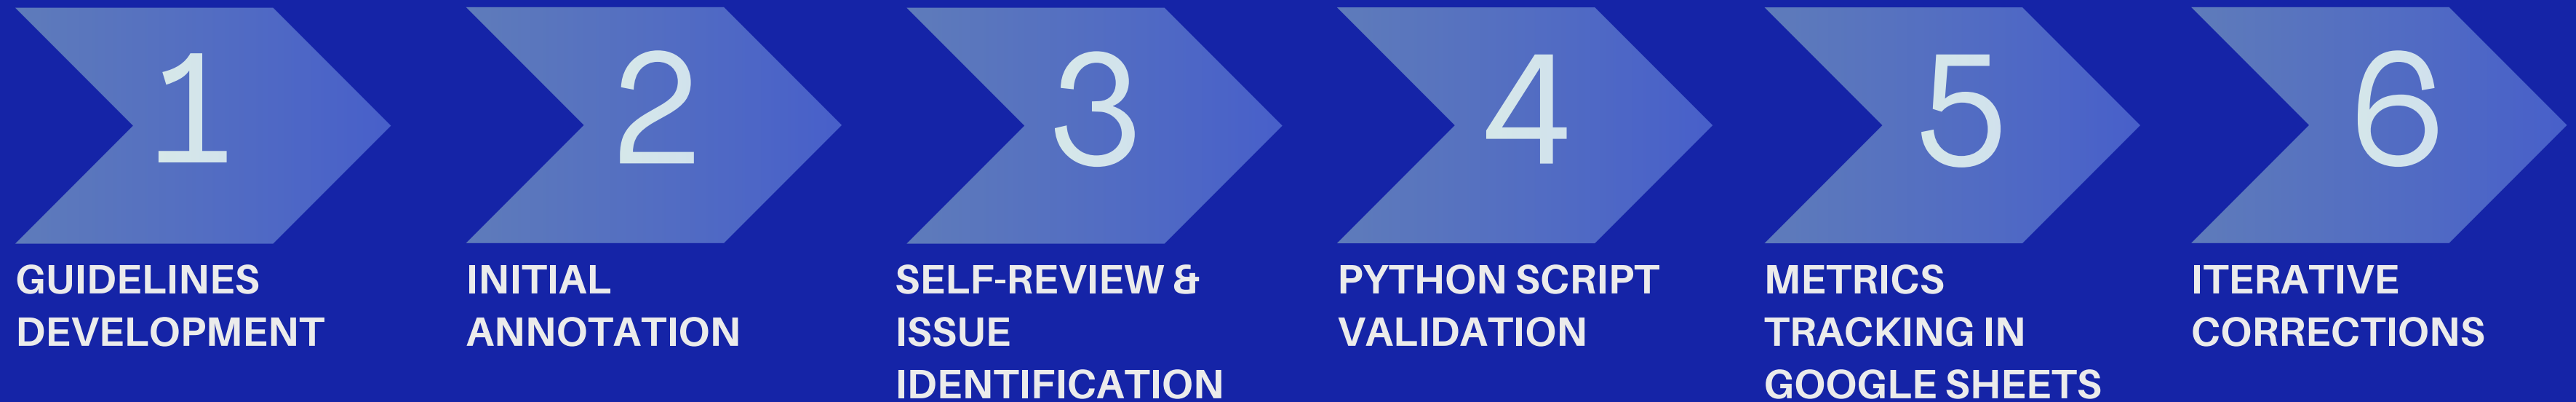 1
GUIDELINES
DEVELOPMENT
2
INITIAL
ANNOTATION
3
SELF-REVIEW &
ISSUE
IDENTIFICATION
4
PYTHON SCRIPT
VALIDATION
5
METRICS
TRACKING IN
GOOGLE SHEETS
6
ITERATIVE
CORRECTIONS